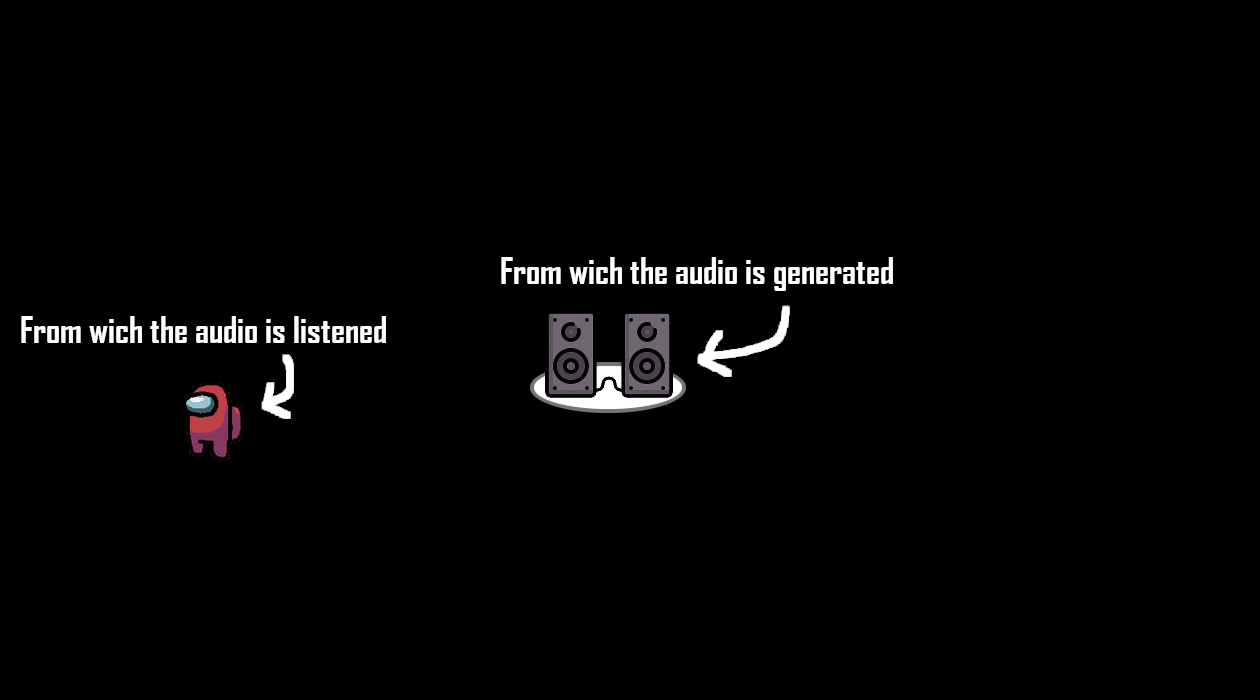 From wich the audio is generated
From wich the audio is listened